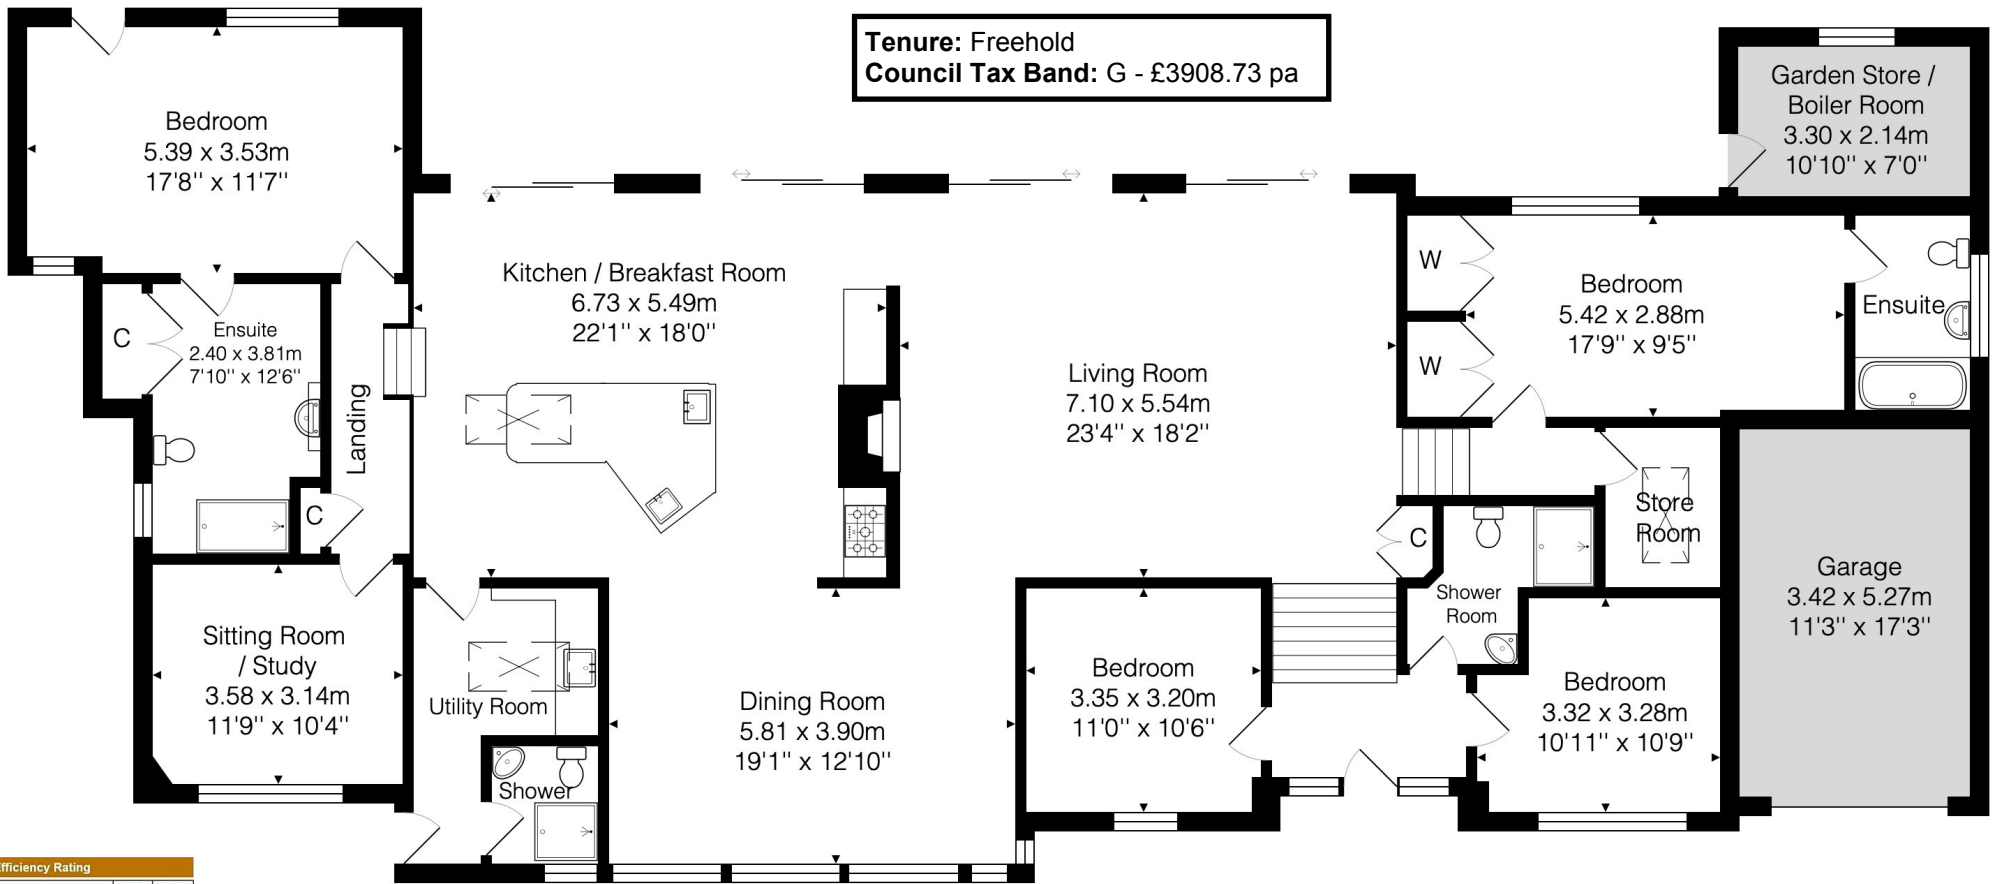 Tenure: Freehold
Council Tax Band: G - £3908.73 pa
Bedroom
5.39 x 3.53m
17'8'' x 11'7''
Garden Store /
Boiler Room
3.30 x 2.14m
10'10'' x 7'0''
Kitchen / Breakfast Room
6.73 x 5.49m
22'1'' x 18'0''
W
W
Bedroom
5.42 x 2.88m
17'9'' x 9'5''
Ensuite
C
Ensuite
2.40 x 3.81m
7'10'' x 12'6''
Landing
Living Room
7.10 x 5.54m
23'4'' x 18'2''
C
Store
Room
C
Shower
Room
Garage
3.42 x 5.27m
11'3'' x 17'3''
Sitting Room
/ Study
3.58 x 3.14m
11'9'' x 10'4''
Utility Room
Dining Room
5.81 x 3.90m
19'1'' x 12'10''
Bedroom
3.35 x 3.20m
11'0'' x 10'6''
Bedroom
3.32 x 3.28m
10'11'' x 10'9''
Shower
Efficiency Rating